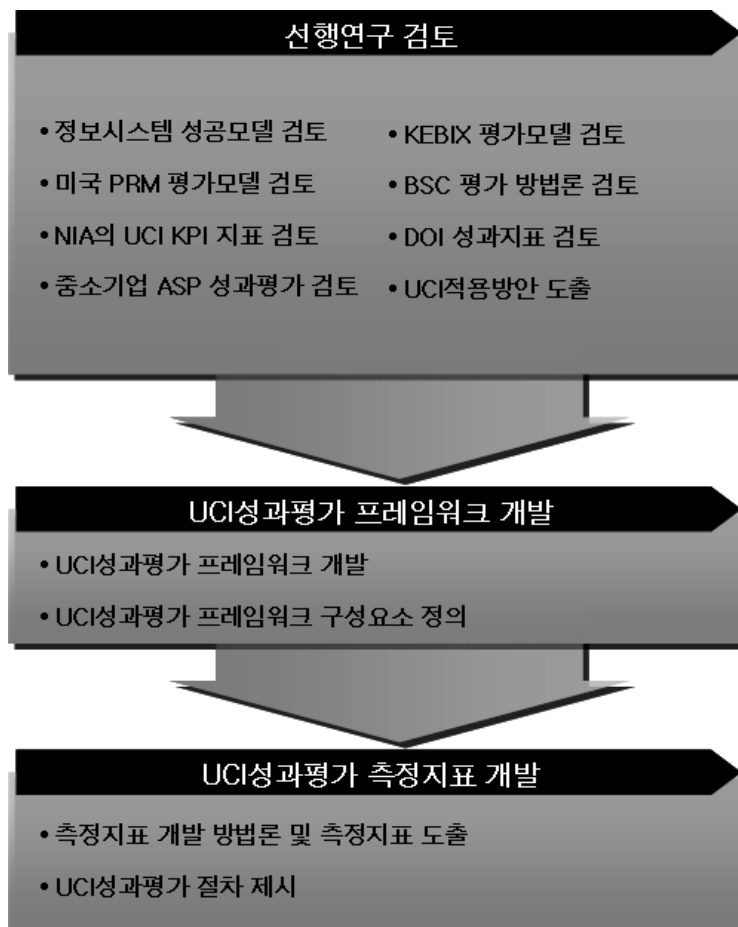 선행연구 검토
• 정보시스템 성공모델 검토
• 미국 PRM 평가모델 검토
• NIA의 UCI KPI 지표 검토
• 중소기업 ASP 성과평가 검토
• KEBIX 평가모델 검토
• BSC 평가 방법론 검토
• DOI 성과지표 검토
• UCI적용방안 도출
UCI성과평가 프레임워크 개발
• UCI성과평가 프레임워크 개발
• UCI성과평가 프레임워크 구성요소 정의
UCI성과평가 측정지표 개발
• 측정지표 개발 방법론 및 측정지표 도출
• UCI성과평가 절차 제시